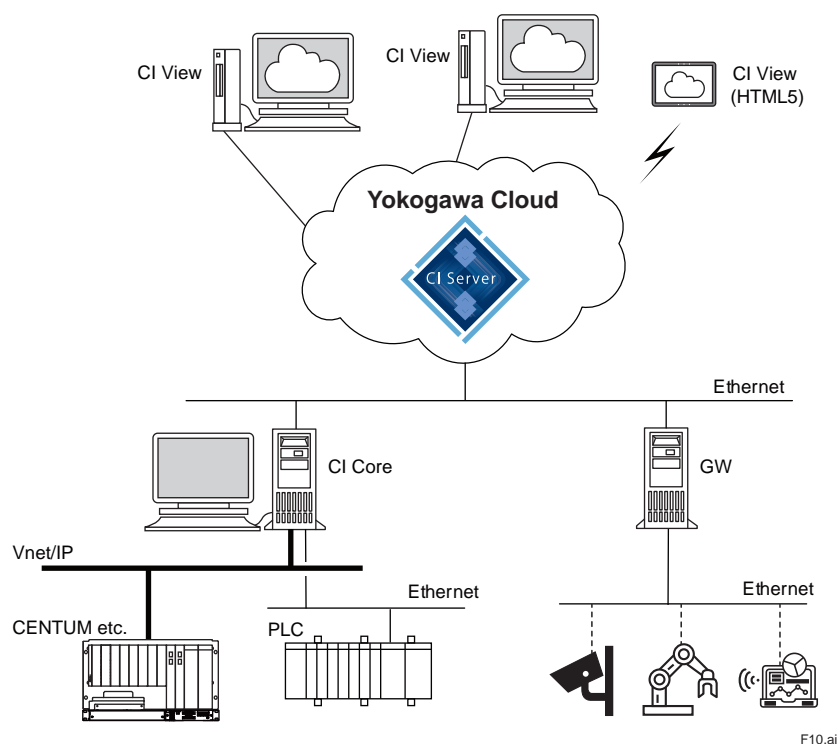 CI View
CI View
CI View
(HTML5)
Yokogawa Cloud
CI Server
Ethernet
CI Core
GW
Vnet/IP
Ethernet
Ethernet
CENTUM etc.
PLC
F10.ai